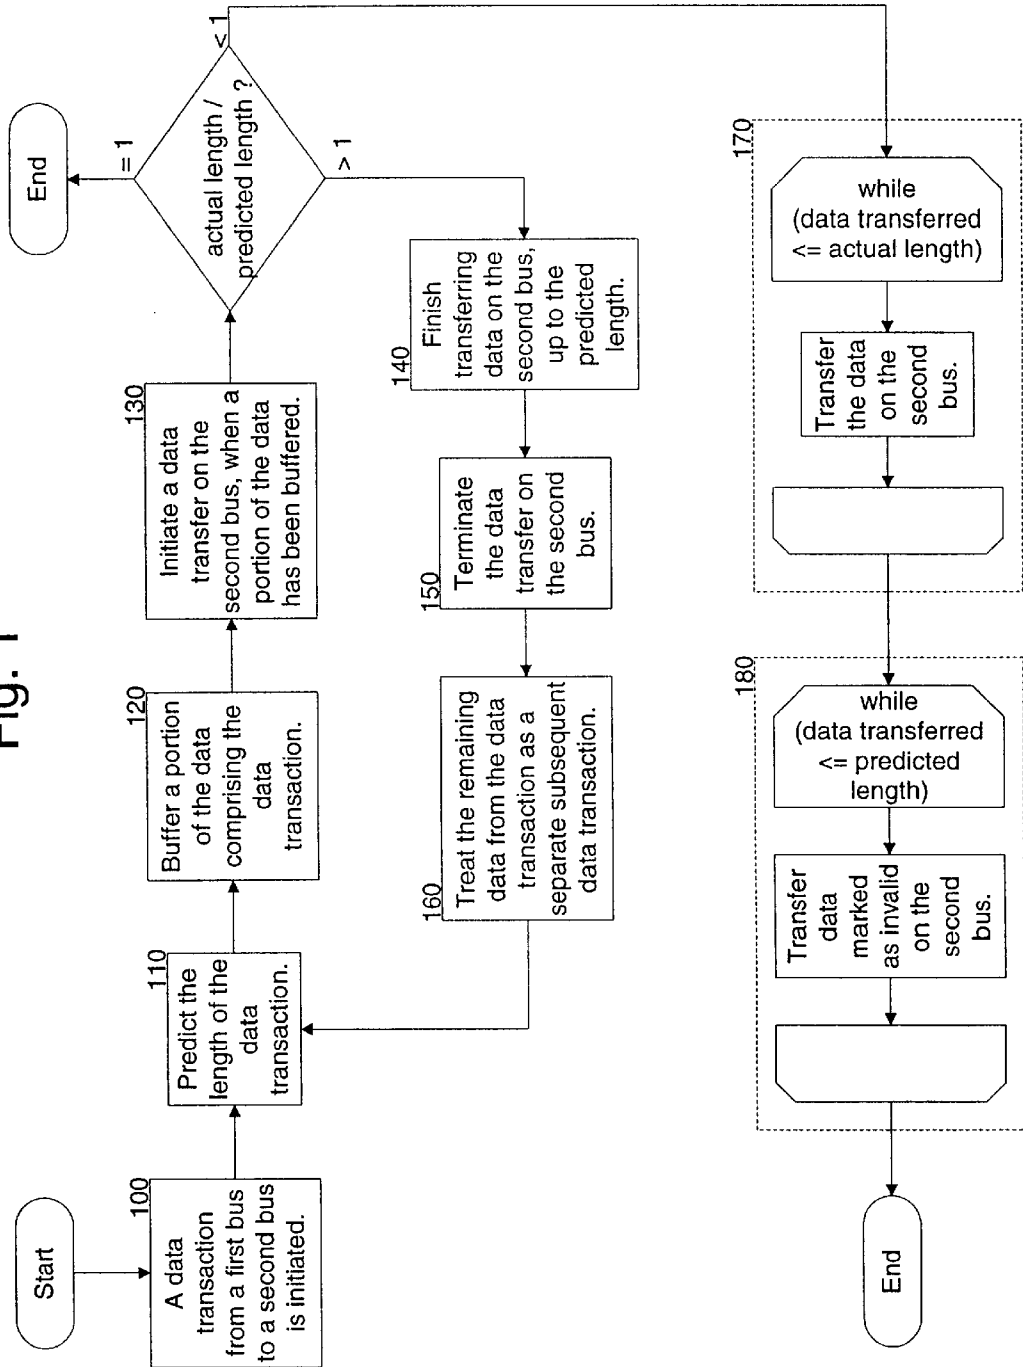 Fig. 1
Start
100
A data
transaction
from a first bus
to a second bus
is initiated.
110
Predict the
length of the
data
transaction.
120
Buffer a portion
of the data
comprising the
data
transaction.
130
Initiate a data
transfer on the
second bus, when a
portion of the data
has been buffered.
actual length /
predicted length ?
= 1
End
< 1
> 1
140
Finish
transferring
data on the
second bus,
up to the
predicted
length.
150
Terminate
the data
transfer on
the second
bus.
160
Treat the remaining
data from the data
transaction as a
separate subsequent
data transaction.
170
while
(data transferred
<= actual length)
Transfer
the data
on the
second
bus.
180
while
(data transferred
<= predicted
length)
Transfer
data
marked
as invalid
on the
second
bus.
End